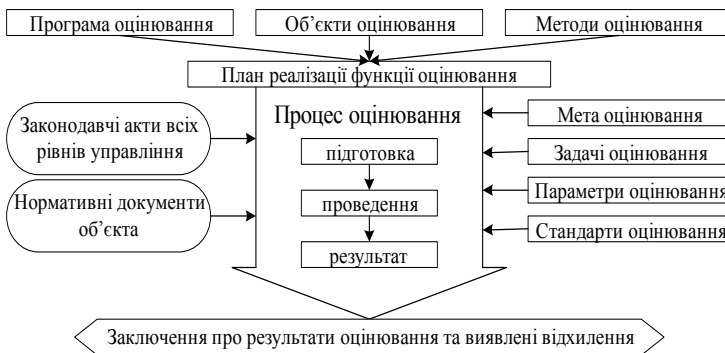 Програма оцінювання
Об’єкти оцінювання
Методи оцінювання
План реалізації функції оцінювання
Процес оцінювання
підготовка
проведення
результат
Законодавчі акти всіх
рівнів управління
Нормативні документи
об’єкта
Мета оцінювання
Задачі оцінювання
Параметри оцінювання
Стандарти оцінювання
Заключення про результати оцінювання та виявлені відхилення